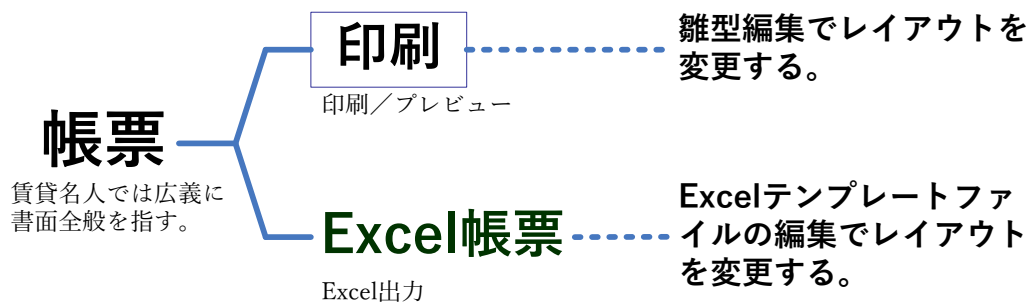 帳票
賃貸名人では広義に
書面全般を指す。
印刷
印刷／プレビュー
雛型編集でレイアウトを
変更する。
Excel帳票
Excel出力
Excelテンプレートファ
イルの編集でレイアウト
を変更する。